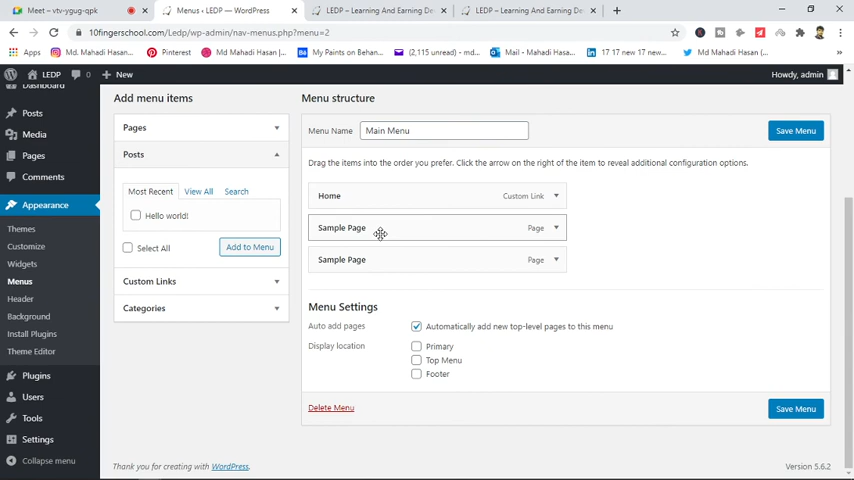 Meet – vtv-ygug-qpk
Menus ‹ LEDP — WordPress
LEDP – Learning And Earning De
LEDP – Learning And Earning De
10fingerschool.com/Ledp/wp-admin/nav-menus.php?menu=2
Apps
Md. Mahadi Hasan |...
Pinterest
Md. Mahadi Hasan |...
My Paints on Behan...
(2,115 unread) - md...
Mail - Mahadi Hasa...
17 17 new 17 new...
Md Mahadi Hasan (...
LEDP
0
New
Howdy, admin
Dashboard
Posts
Media
Pages
Comments
Appearance
Themes
Customize
Widgets
Menus
Header
Background
Install Plugins
Theme Editor
Plugins
Users
Tools
Settings
Collapse menu
Add menu items
Pages
Posts
Most Recent
View All
Search
Hello world!
Select All
Add to Menu
Custom Links
Categories
Menu structure
Menu Name
Main Menu
Save Menu
Drag the items into the order you prefer. Click the arrow on the right of the item to reveal additional configuration options.
Home
Custom Link
Sample Page
Page
Sample Page
Page
Menu Settings
Auto add pages
Automatically add new top-level pages to this menu
Display location
Primary
Top Menu
Footer
Delete Menu
Save Menu
Thank you for creating with WordPress.
Version 5.6.2